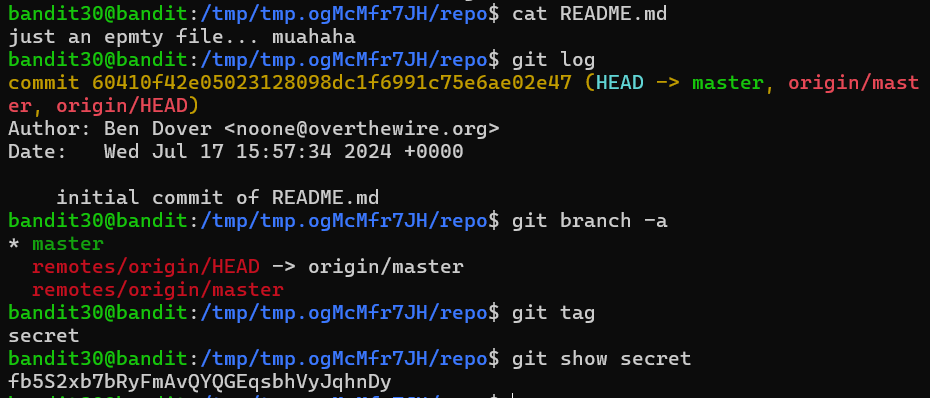 bandit30@bandit:/tmp/tmp.ogMcMfr7JH/repo$ cat README.md
just an epmty file... muahaha
bandit30@bandit:/tmp/tmp.ogMcMfr7JH/repo$ git log
commit 60410f42e05023128098dc1f6991c75e6ae02e47 (HEAD -> master, origin/mast
er, origin/HEAD)
Author: Ben Dover <noone@overthewire.org>
Date:   Wed Jul 17 15:57:34 2024 +0000
    initial commit of README.md
bandit30@bandit:/tmp/tmp.ogMcMfr7JH/repo$ git branch -a
* master
  remotes/origin/HEAD -> origin/master
  remotes/origin/master
bandit30@bandit:/tmp/tmp.ogMcMfr7JH/repo$ git tag
secret
bandit30@bandit:/tmp/tmp.ogMcMfr7JH/repo$ git show secret
fb5S2xb7bRyFmAvQYQGEqsbhVyJqhnDy